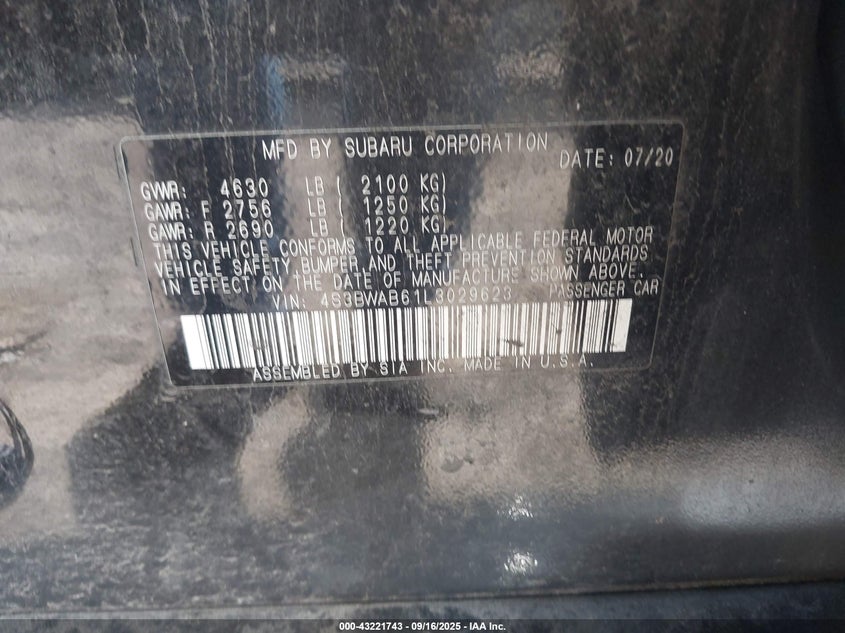 MFD BY SUBARU CORPORATION DATE: 07/20
GVWR: 4630 LB ( 2100 KG)
GAWR: F 2756 LB ( 1250 KG)
GAWR: R 2690 LB ( 1220 KG)
THIS VEHICLE CONFORMS TO ALL APPLICABLE FEDERAL MOTOR
VEHICLE SAFETY, BUMPER, AND THEFT PREVENTION STANDARDS
IN EFFECT ON THE DATE OF MANUFACTURE SHOWN ABOVE.
VIN: 4S3BWAB61L3029623 PASSENGER CAR
ASSEMBLED BY SIA INC. MADE IN U.S.A.
000-43221743 - 09/16/2025 - IAA Inc.